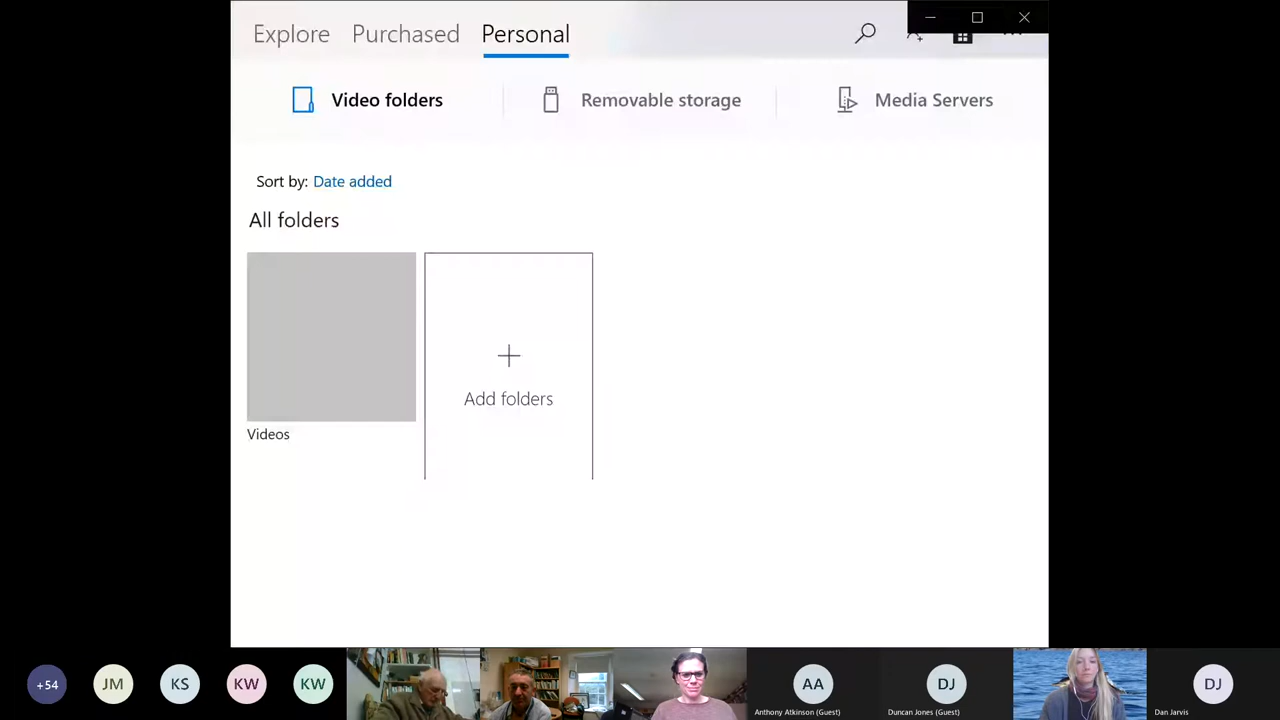 Explore Purchased Personal
Video folders Removable storage Media Servers
Sort by: Date added
All folders
Add folders
Videos
+54 JM KS KW KW AA DJ DJ
Anthony Atkinson (Guest) Duncan Jones (Guest) Dan Jarvis